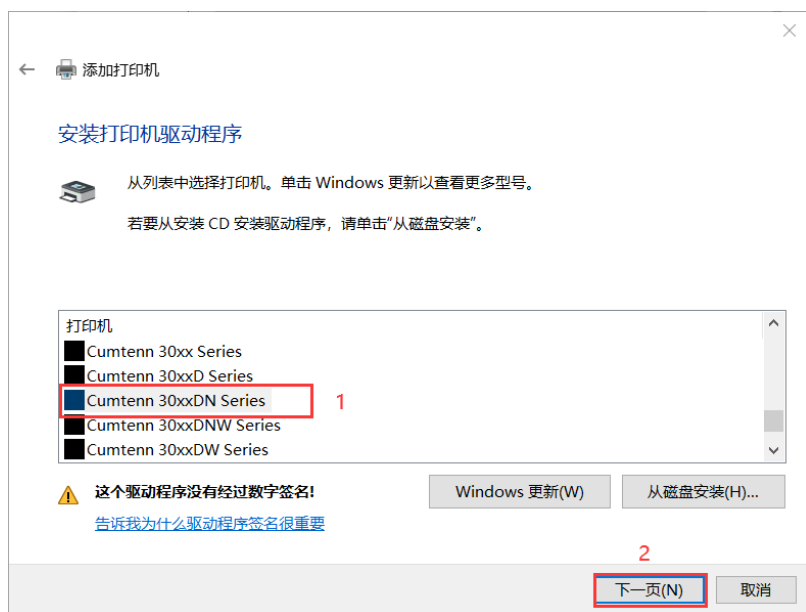 添加打印机
安装打印机驱动程序
从列表中选择打印机。单击 Windows 更新以查看更多型号。
若要从安装 CD 安装驱动程序，请单击“从磁盘安装”。
打印机
Cumtenn 30xx Series
Cumtenn 30xxD Series
Cumtenn 30xxDN Series
1
Cumtenn 30xxDNW Series
Cumtenn 30xxDW Series
这个驱动程序没有经过数字签名!
Windows 更新(W)
从磁盘安装(H)...
告诉我为什么驱动程序签名很重要
2
下一页(N)
取消